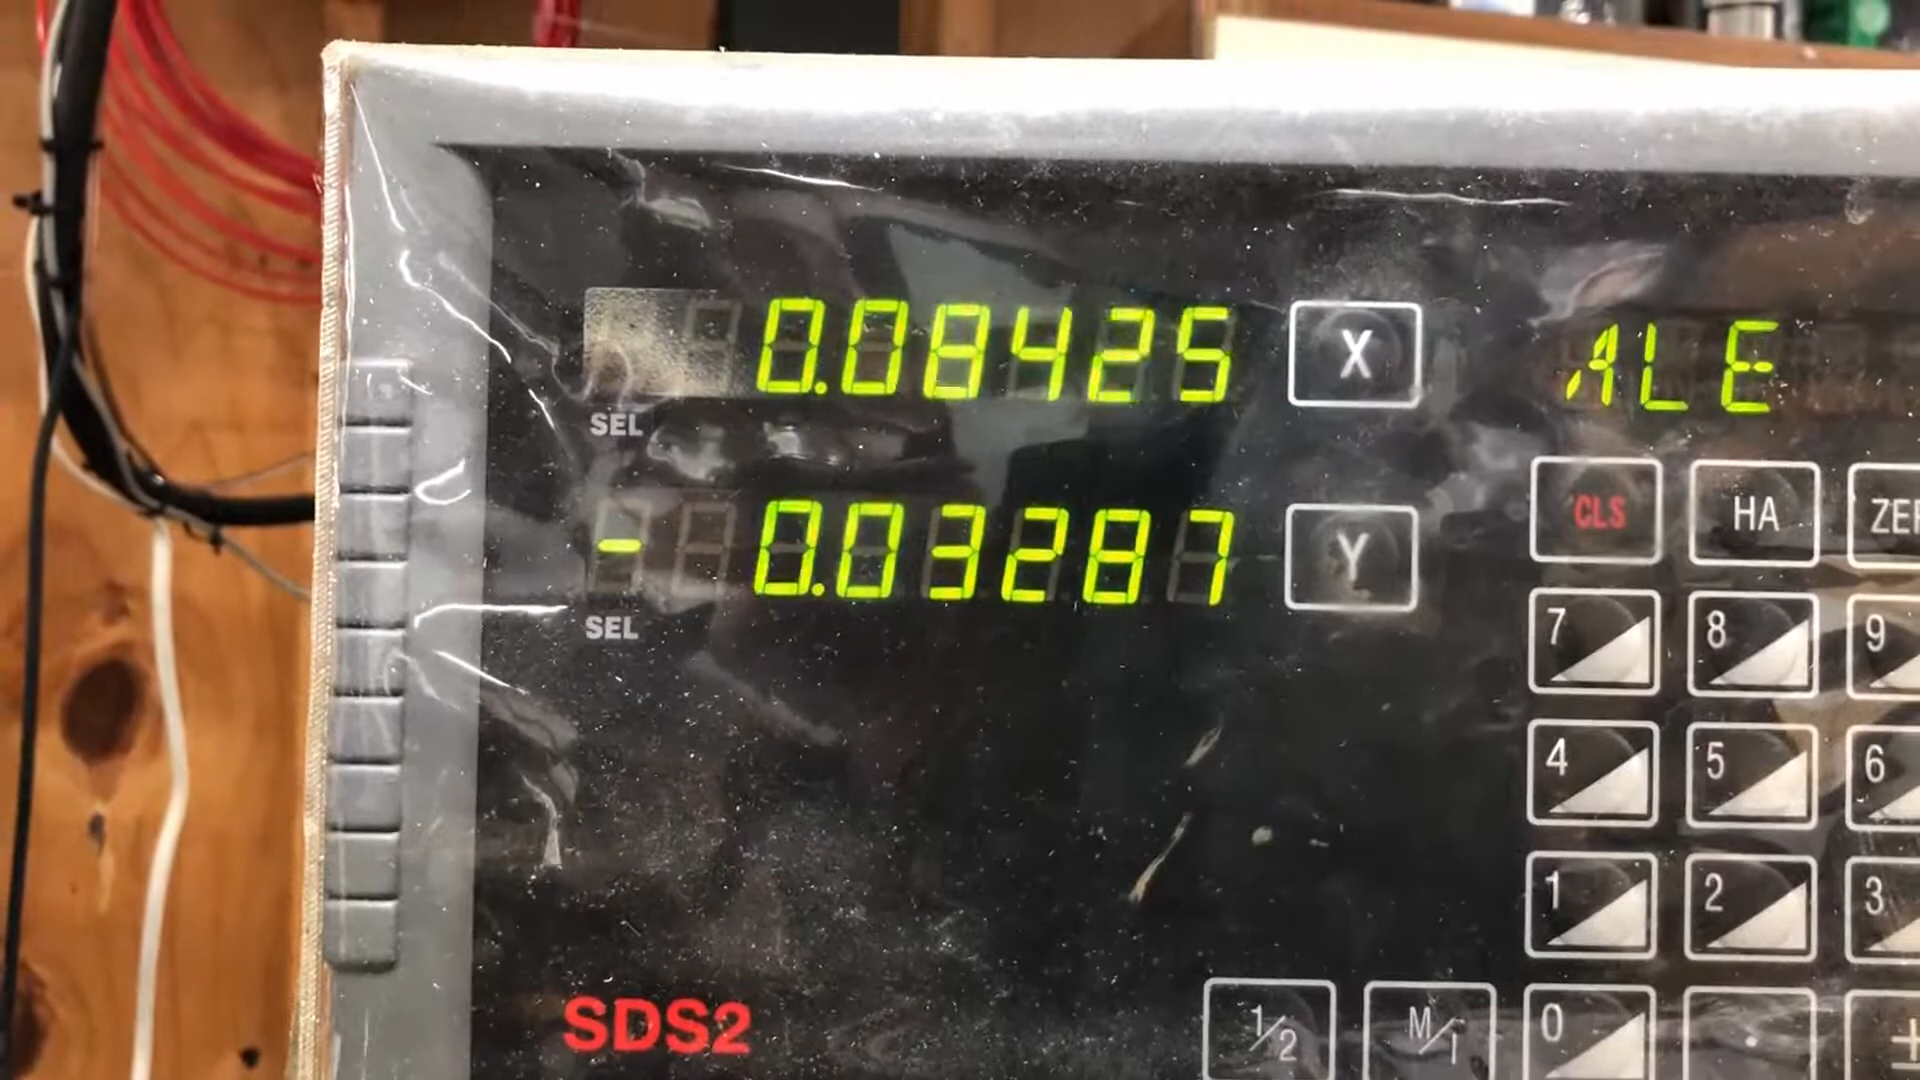 0.08425 X ALE
SEL
- 0.03287 Y
SEL
CLS HA
7 8 9
4 5 6
1 2 3
SDS2 1/2 M/I 0 . ±